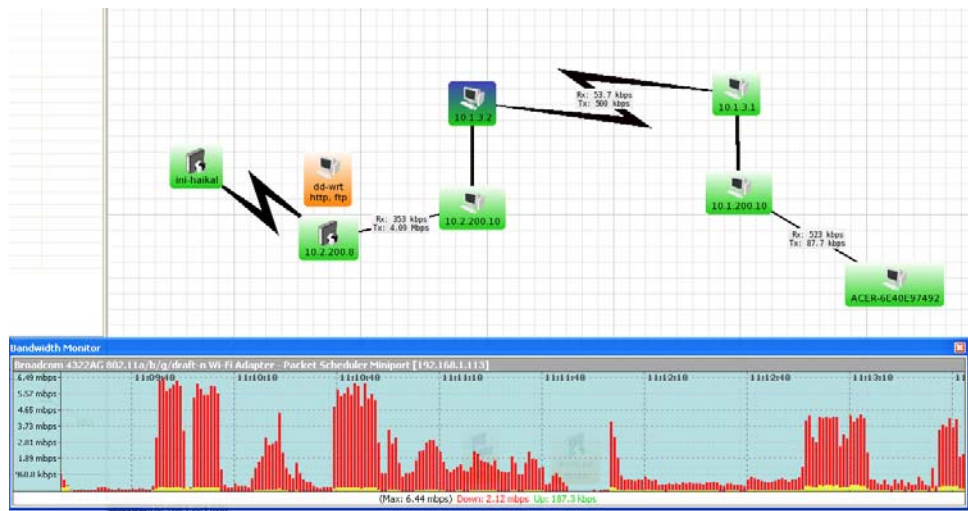 Rx: 53.7 kbps
Tx: 500 kbps
10.1.3.2
10.1.3.1
ini-haikal
dd-wrt
http, ftp
10.2.200.8
Rx: 353 kbps
Tx: 4.09 Mbps
10.2.200.10
10.1.200.10
Rx: 523 kbps
Tx: 87.7 kbps
ACER-6E40E97492
Bandwidth Monitor
Broadcom 4322AG 802.11a/b/g/draft-n Wi-Fi Adapter - Packet Scheduler Miniport [192.168.1.113]
6.49 mbps
5.57 mbps
4.65 mbps
3.73 mbps
2.81 mbps
1.89 mbps
968.8 kbps
11:09:40 11:10:10 11:10:40 11:11:10 11:11:40 11:12:10 11:12:40 11:13:10 11
(Max: 6.44 mbps) Down: 2.12 mbps Up: 187.3 kbps